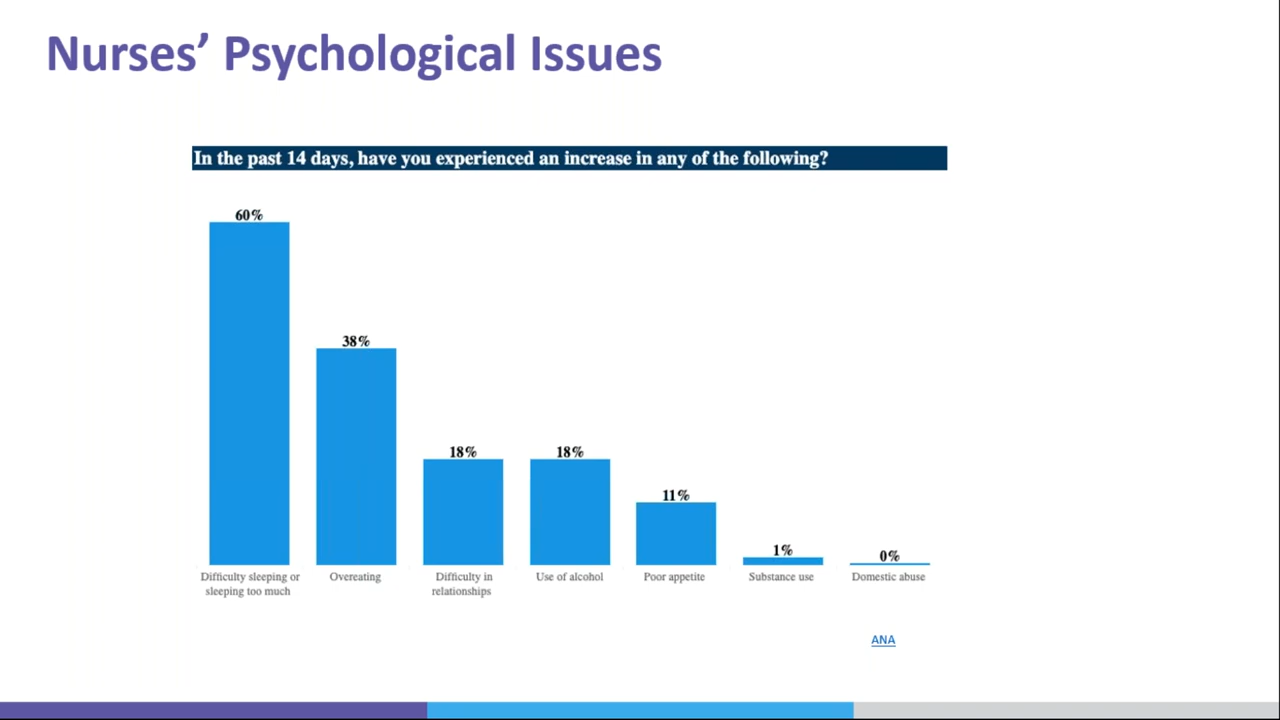 Nurses’ Psychological Issues
In the past 14 days, have you experienced an increase in any of the following?
60%
38%
18%
18%
11%
1%
0%
Difficulty sleeping or
sleeping too much
Overeating
Difficulty in
relationships
Use of alcohol
Poor appetite
Substance use
Domestic abuse
ANA